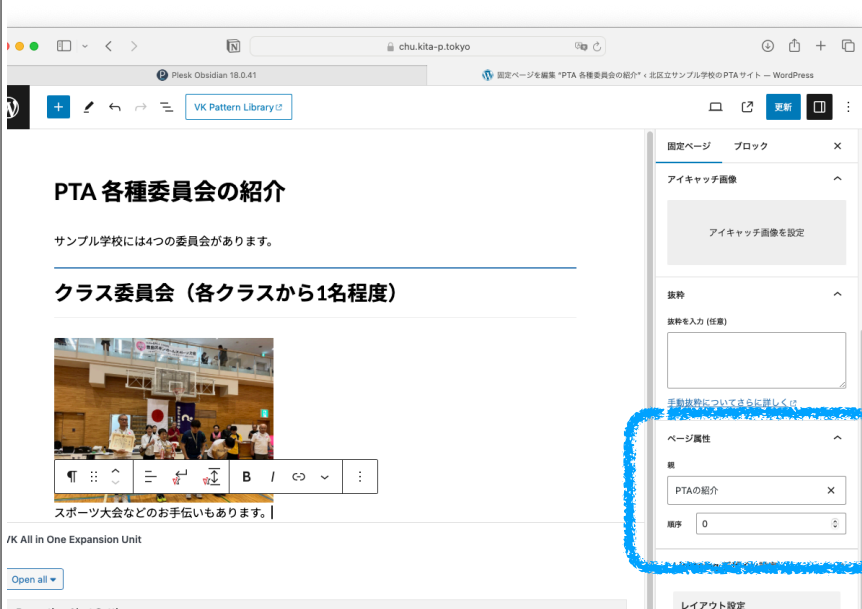 chu.kita-p.tokyo
Plesk Obsidian 18.0.41
固定ページを編集 "PTA 各種委員会の紹介" ‹ 北区立サンプル学校のPTAサイト — WordPress
VK Pattern Library
更新
固定ページ
ブロック
アイキャッチ画像
アイキャッチ画像を設定
PTA 各種委員会の紹介
サンプル学校には4つの委員会があります。
クラス委員会（各クラスから1名程度）
抜粋
抜粋を入力 (任意)
手動抜粋についてさらに詳しく
ページ属性
親
PTAの紹介
順序
0
B I
スポーツ大会などのお手伝いもあります。
VK All in One Expansion Unit
Open all
レイアウト設定